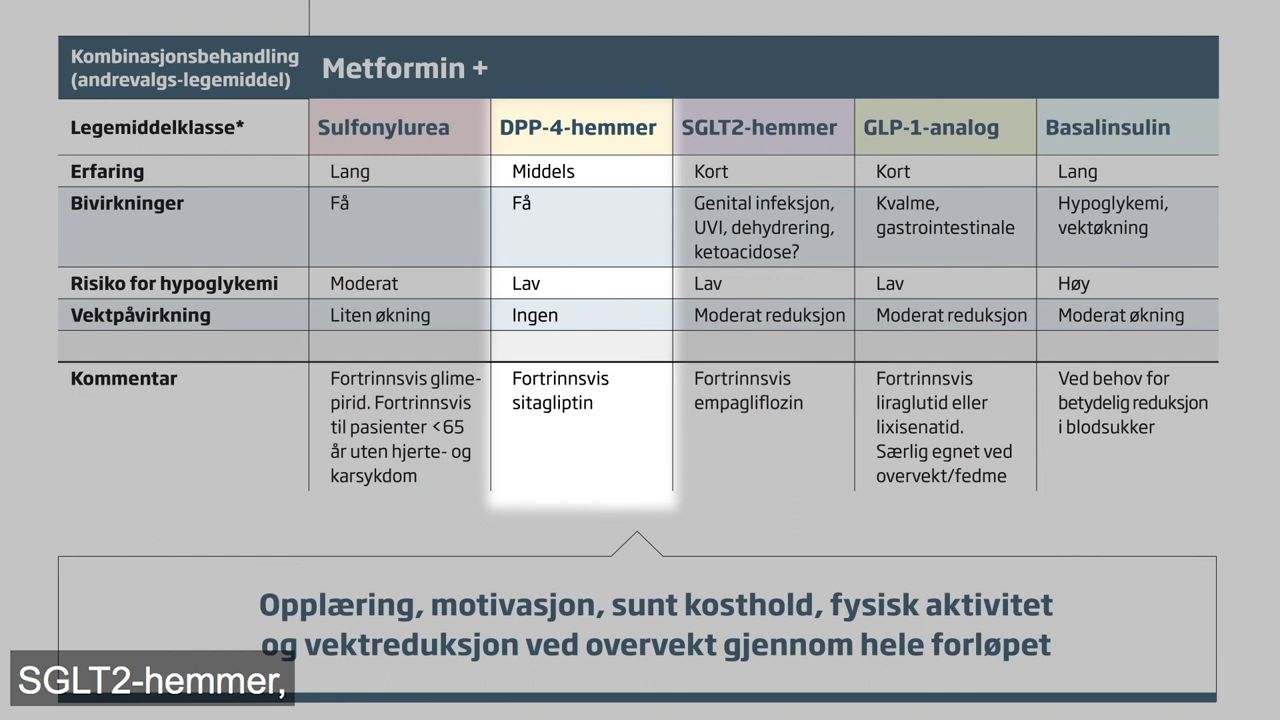 Kombinasjonsbehandling
(andrevalgs-legemiddel)
Metformin +
Legemiddelklasse*
Sulfonylurea
DPP-4-hemmer
SGLT2-hemmer
GLP-1-analog
Basalinsulin
Erfaring
Lang
Middels
Kort
Kort
Lang
Bivirkninger
Få
Få
Genital infeksjon,
UVI, dehydrering,
ketoacidose?
Kvalme,
gastrointestinale
Hypoglykemi,
vektøkning
Risiko for hypoglykemi
Moderat
Lav
Lav
Lav
Høy
Vektpåvirkning
Liten økning
Ingen
Moderat reduksjon
Moderat reduksjon
Moderat økning
Kommentar
Fortrinnsvis glime-
pirid. Fortrinnsvis
til pasienter <65
år uten hjerte- og
karsykdom
Fortrinnsvis
sitagliptin
Fortrinnsvis
empagliflozin
Fortrinnsvis
liraglutid eller
lixisenatid.
Særlig egnet ved
overvekt/fedme
Ved behov for
betydelig reduksjon
i blodsukker
Opplæring, motivasjon, sunt kosthold, fysisk aktivitet
og vektreduksjon ved overvekt gjennom hele forløpet
SGLT2-hemmer,